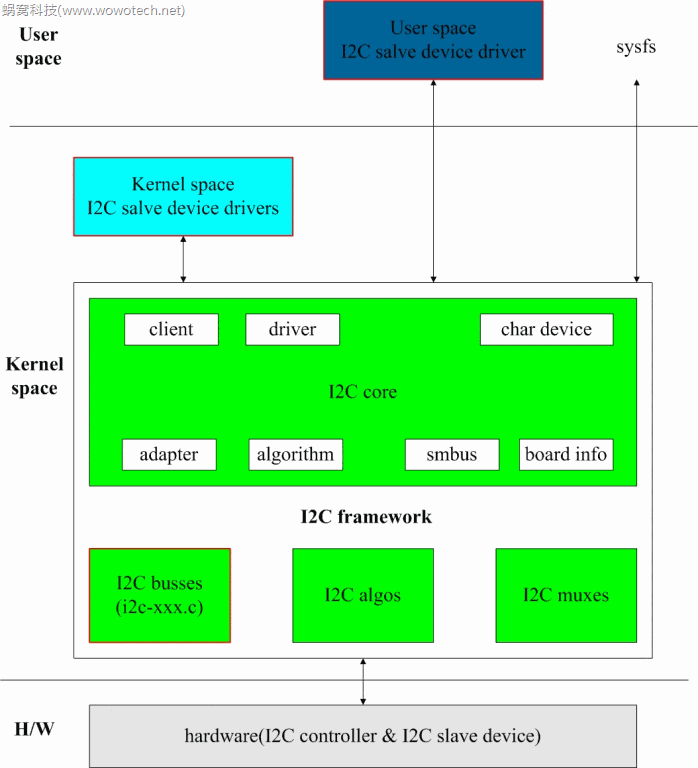 蜗窝科技(www.wowotech.net)
User
space
User space
I2C salve device driver
sysfs
Kernel space
I2C salve device drivers
Kernel
space
client
driver
char device
I2C core
adapter
algorithm
smbus
board info
I2C framework
I2C busses
(i2c-xxx.c)
I2C algos
I2C muxes
H/W
hardware(I2C controller & I2C slave device)